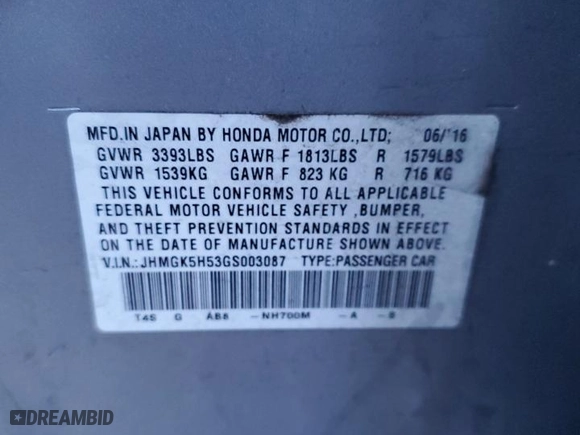 MFD.IN JAPAN BY HONDA MOTOR CO.,LTD; 06/'16
GVWR 3393LBS GAWR F 1813LBS R 1579LBS
GVWR 1539KG GAWR F 823 KG R 716 KG
THIS VEHICLE CONFORMS TO ALL APPLICABLE
FEDERAL MOTOR VEHICLE SAFETY ,BUMPER,
AND THEFT PREVENTION STANDARDS IN EFFECT
ON THE DATE OF MANUFACTURE SHOWN ABOVE.
V.I.N.:JHMGK5H53GS003087 TYPE:PASSENGER CAR
T4S G AB8 -NH700M -A -S
DREAMBID